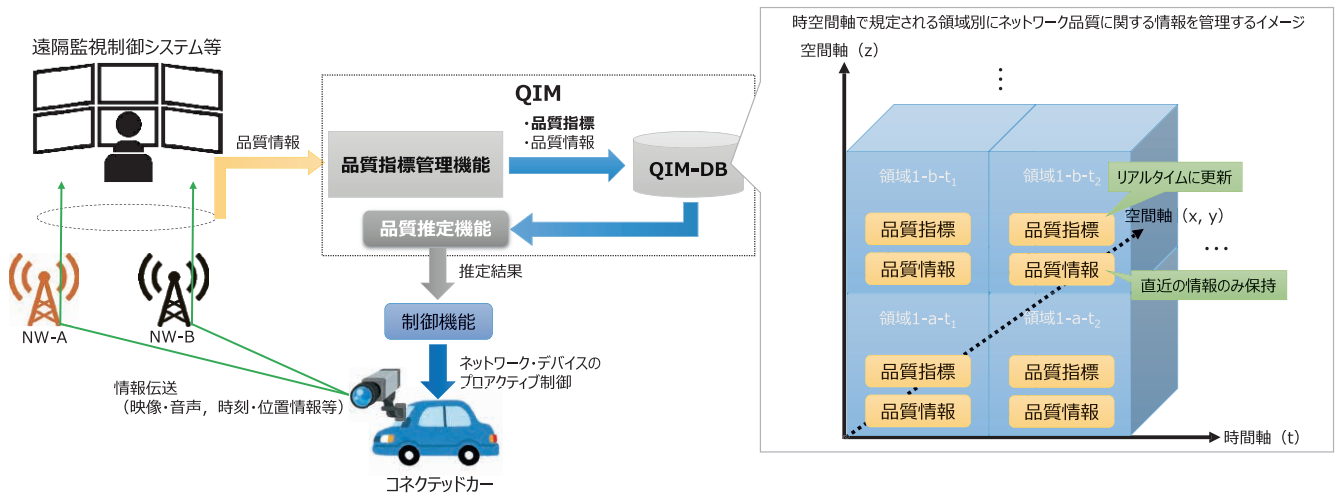 遠隔監視制御システム等
品質情報
QIM
・品質指標
・品質情報
品質指標管理機能
QIM-DB
品質推定機能
推定結果
制御機能
ネットワーク・デバイスの
プロアクティブ制御
NW-A
NW-B
情報伝送
（映像・音声，時刻・位置情報等）
コネクテッドカー
時空間軸で規定される領域別にネットワーク品質に関する情報を管理するイメージ
空間軸（z）
⋮
領域1-b-t1
領域1-b-t2
リアルタイムに更新
空間軸（x, y）
品質指標
品質指標
…
品質情報
品質情報
直近の情報のみ保持
領域1-a-t1
領域1-a-t2
品質指標
品質指標
品質情報
品質情報
時間軸（t）